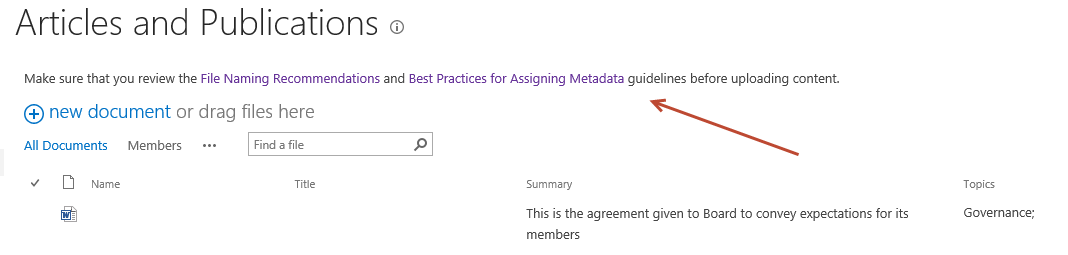 Articles and Publications
Make sure that you review the File Naming Recommendations and Best Practices for Assigning Metadata guidelines before uploading content.
new document or drag files here
All Documents Members ••• Find a file
Name Title Summary Topics
This is the agreement given to Board to convey expectations for its Governance;
members